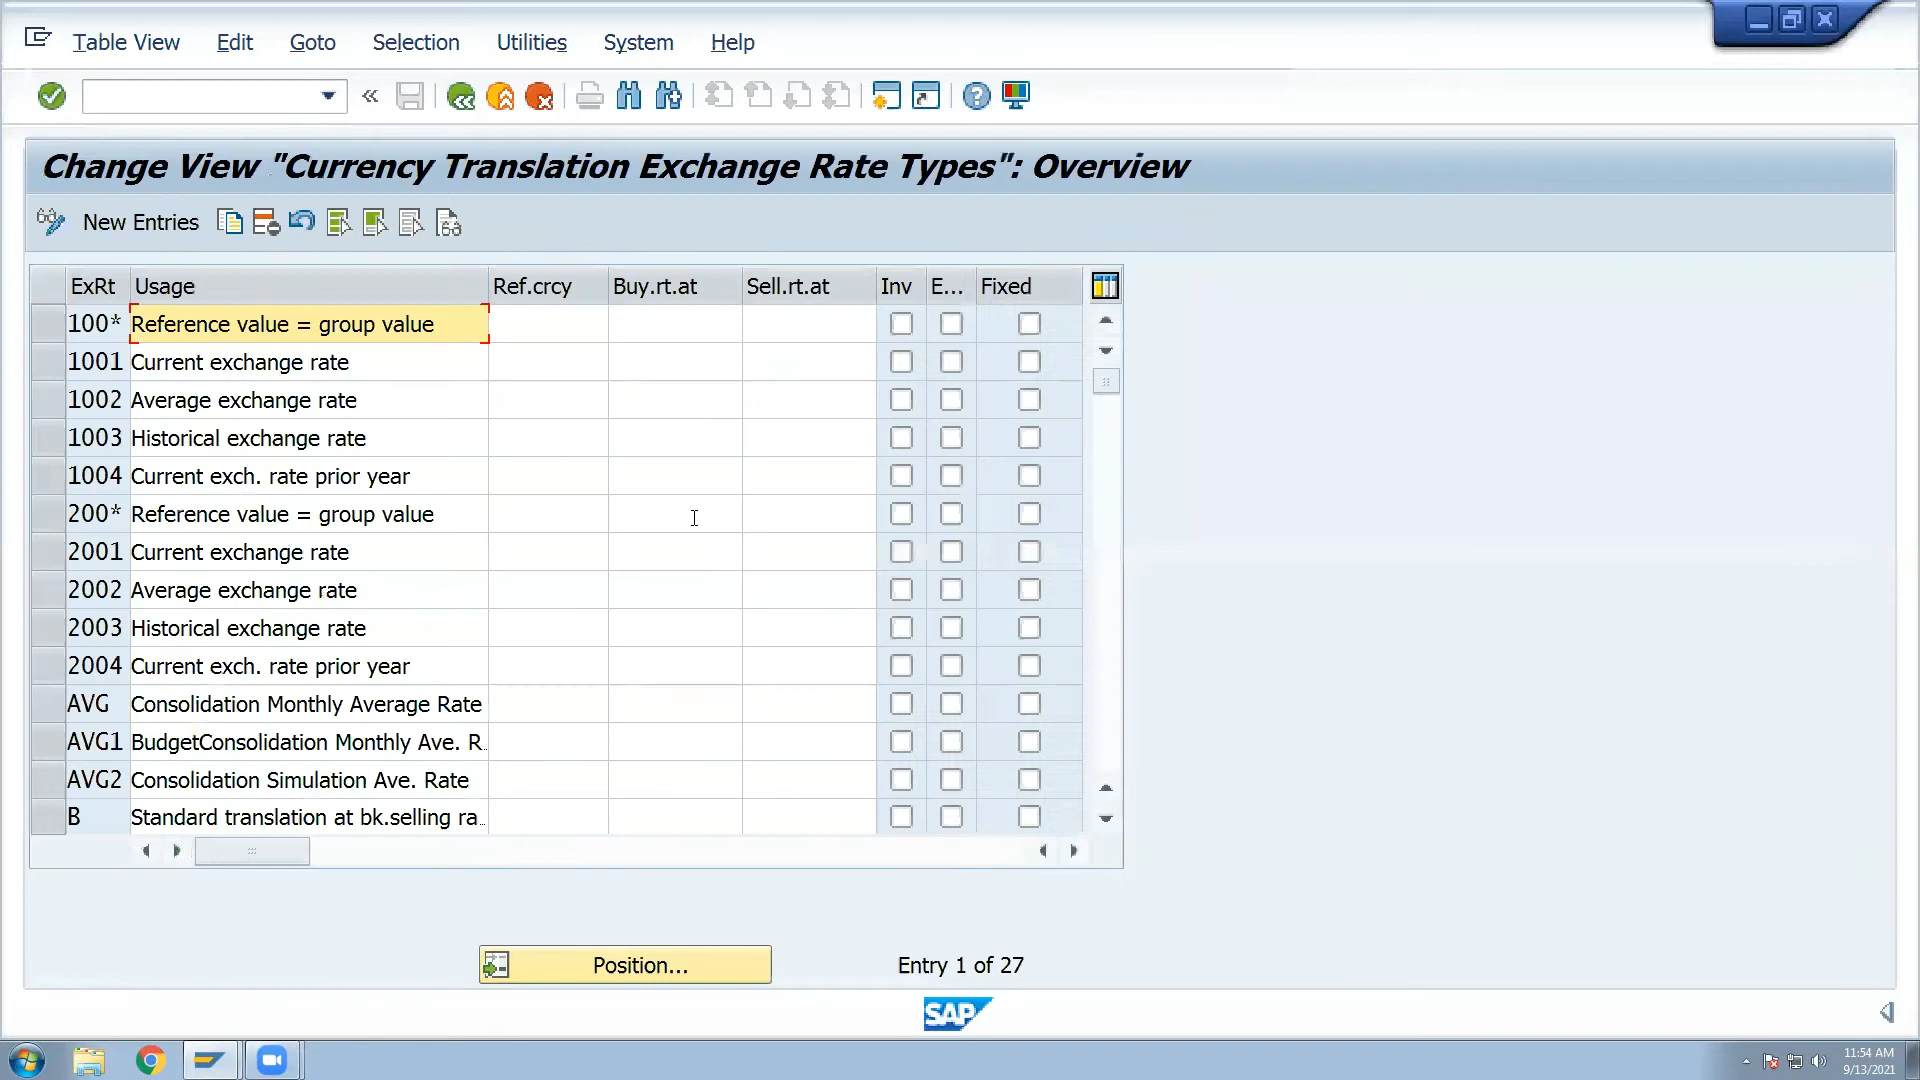 Table View Edit Goto Selection Utilities System Help
Change View "Currency Translation Exchange Rate Types": Overview
New Entries
ExRt Usage Ref.crcy Buy.rt.at Sell.rt.at Inv E... Fixed
100* Reference value = group value
1001 Current exchange rate
1002 Average exchange rate
1003 Historical exchange rate
1004 Current exch. rate prior year
200* Reference value = group value
2001 Current exchange rate
2002 Average exchange rate
2003 Historical exchange rate
2004 Current exch. rate prior year
AVG Consolidation Monthly Average Rate
AVG1 BudgetConsolidation Monthly Ave. R...
AVG2 Consolidation Simulation Ave. Rate
B Standard translation at bk.selling ra...
Position... Entry 1 of 27
SAP
11:54 AM
9/13/2021